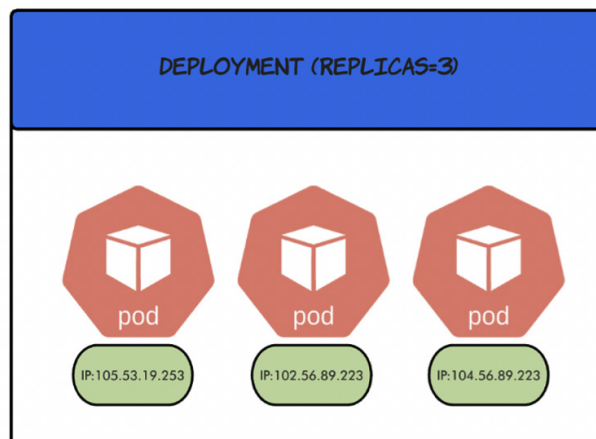 DEPLOYMENT (REPLICAS=3)
pod pod pod
IP:105.53.19.253 IP:102.56.89.223 IP:104.56.89.223